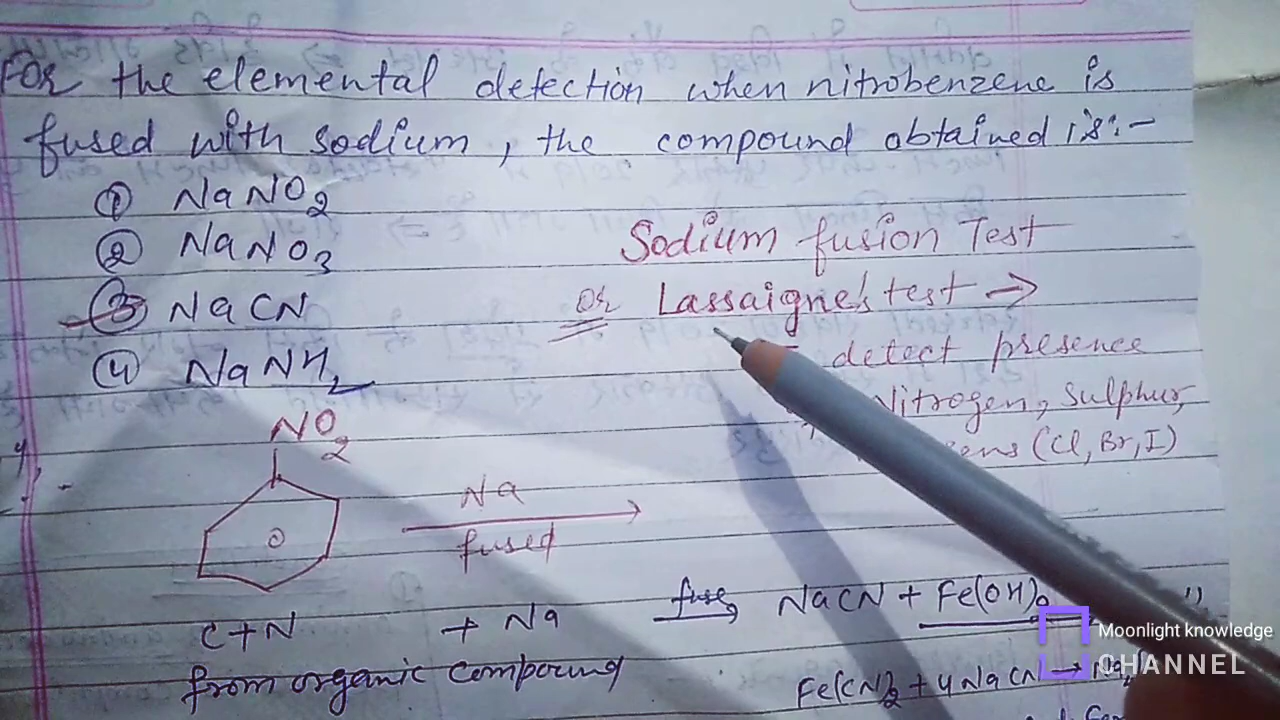 For the elemental detection when nitrobenzene is
fused with sodium, the compound obtained is:-
① NaNO2
② NaNO3
③ NaCN
④ NaNH2
Sodium fusion Test
or Lassaigne's test →
detect presence
Nitrogen, Sulphur,
(Cl, Br, I)
NO2
Na
fused
C+N + Na fuse NaCN + Fe(OH)2
from organic compound
Fe(CN)2 + 4NaCN →
Moonlight knowledge
CHANNEL